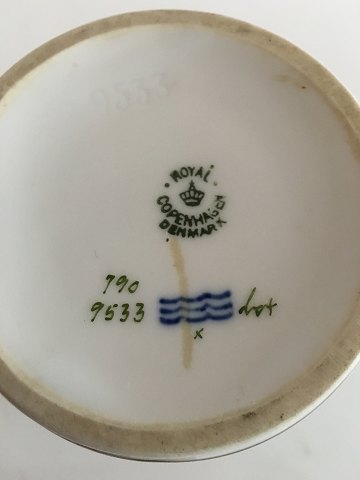 ROYAL
COPENHAGEN
DENMARK
790
9533
x